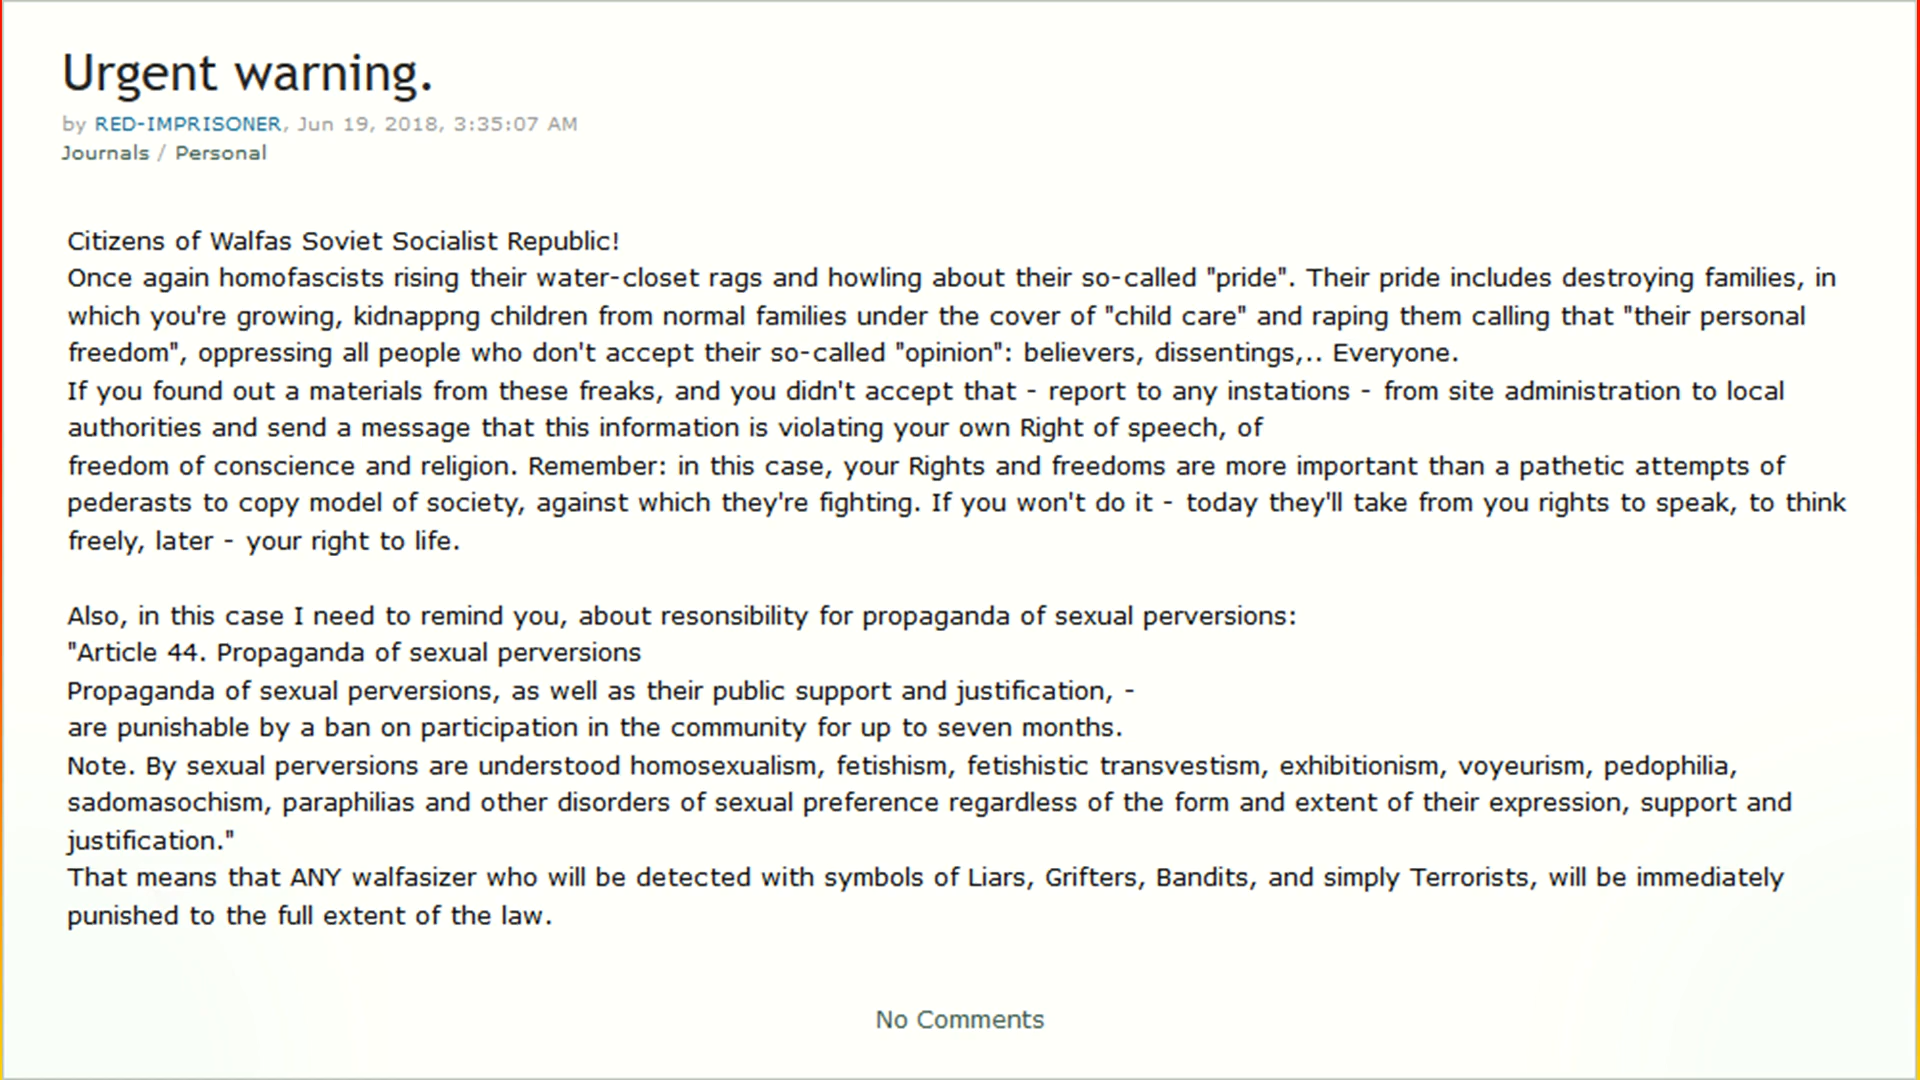 Urgent warning.
by RED-IMPRISONER, Jun 19, 2018, 3:35:07 AM
Journals / Personal
Citizens of Walfas Soviet Socialist Republic!
Once again homofascists rising their water-closet rags and howling about their so-called "pride". Their pride includes destroying families, in
which you're growing, kidnappng children from normal families under the cover of "child care" and raping them calling that "their personal
freedom", oppressing all people who don't accept their so-called "opinion": believers, dissentings,.. Everyone.
If you found out a materials from these freaks, and you didn't accept that - report to any instations - from site administration to local
authorities and send a message that this information is violating your own Right of speech, of
freedom of conscience and religion. Remember: in this case, your Rights and freedoms are more important than a pathetic attempts of
pederasts to copy model of society, against which they're fighting. If you won't do it - today they'll take from you rights to speak, to think
freely, later - your right to life.
Also, in this case I need to remind you, about resonsibility for propaganda of sexual perversions:
"Article 44. Propaganda of sexual perversions
Propaganda of sexual perversions, as well as their public support and justification, -
are punishable by a ban on participation in the community for up to seven months.
Note. By sexual perversions are understood homosexualism, fetishism, fetishistic transvestism, exhibitionism, voyeurism, pedophilia,
sadomasochism, paraphilias and other disorders of sexual preference regardless of the form and extent of their expression, support and
justification."
That means that ANY walfasizer who will be detected with symbols of Liars, Grifters, Bandits, and simply Terrorists, will be immediately
punished to the full extent of the law.
No Comments